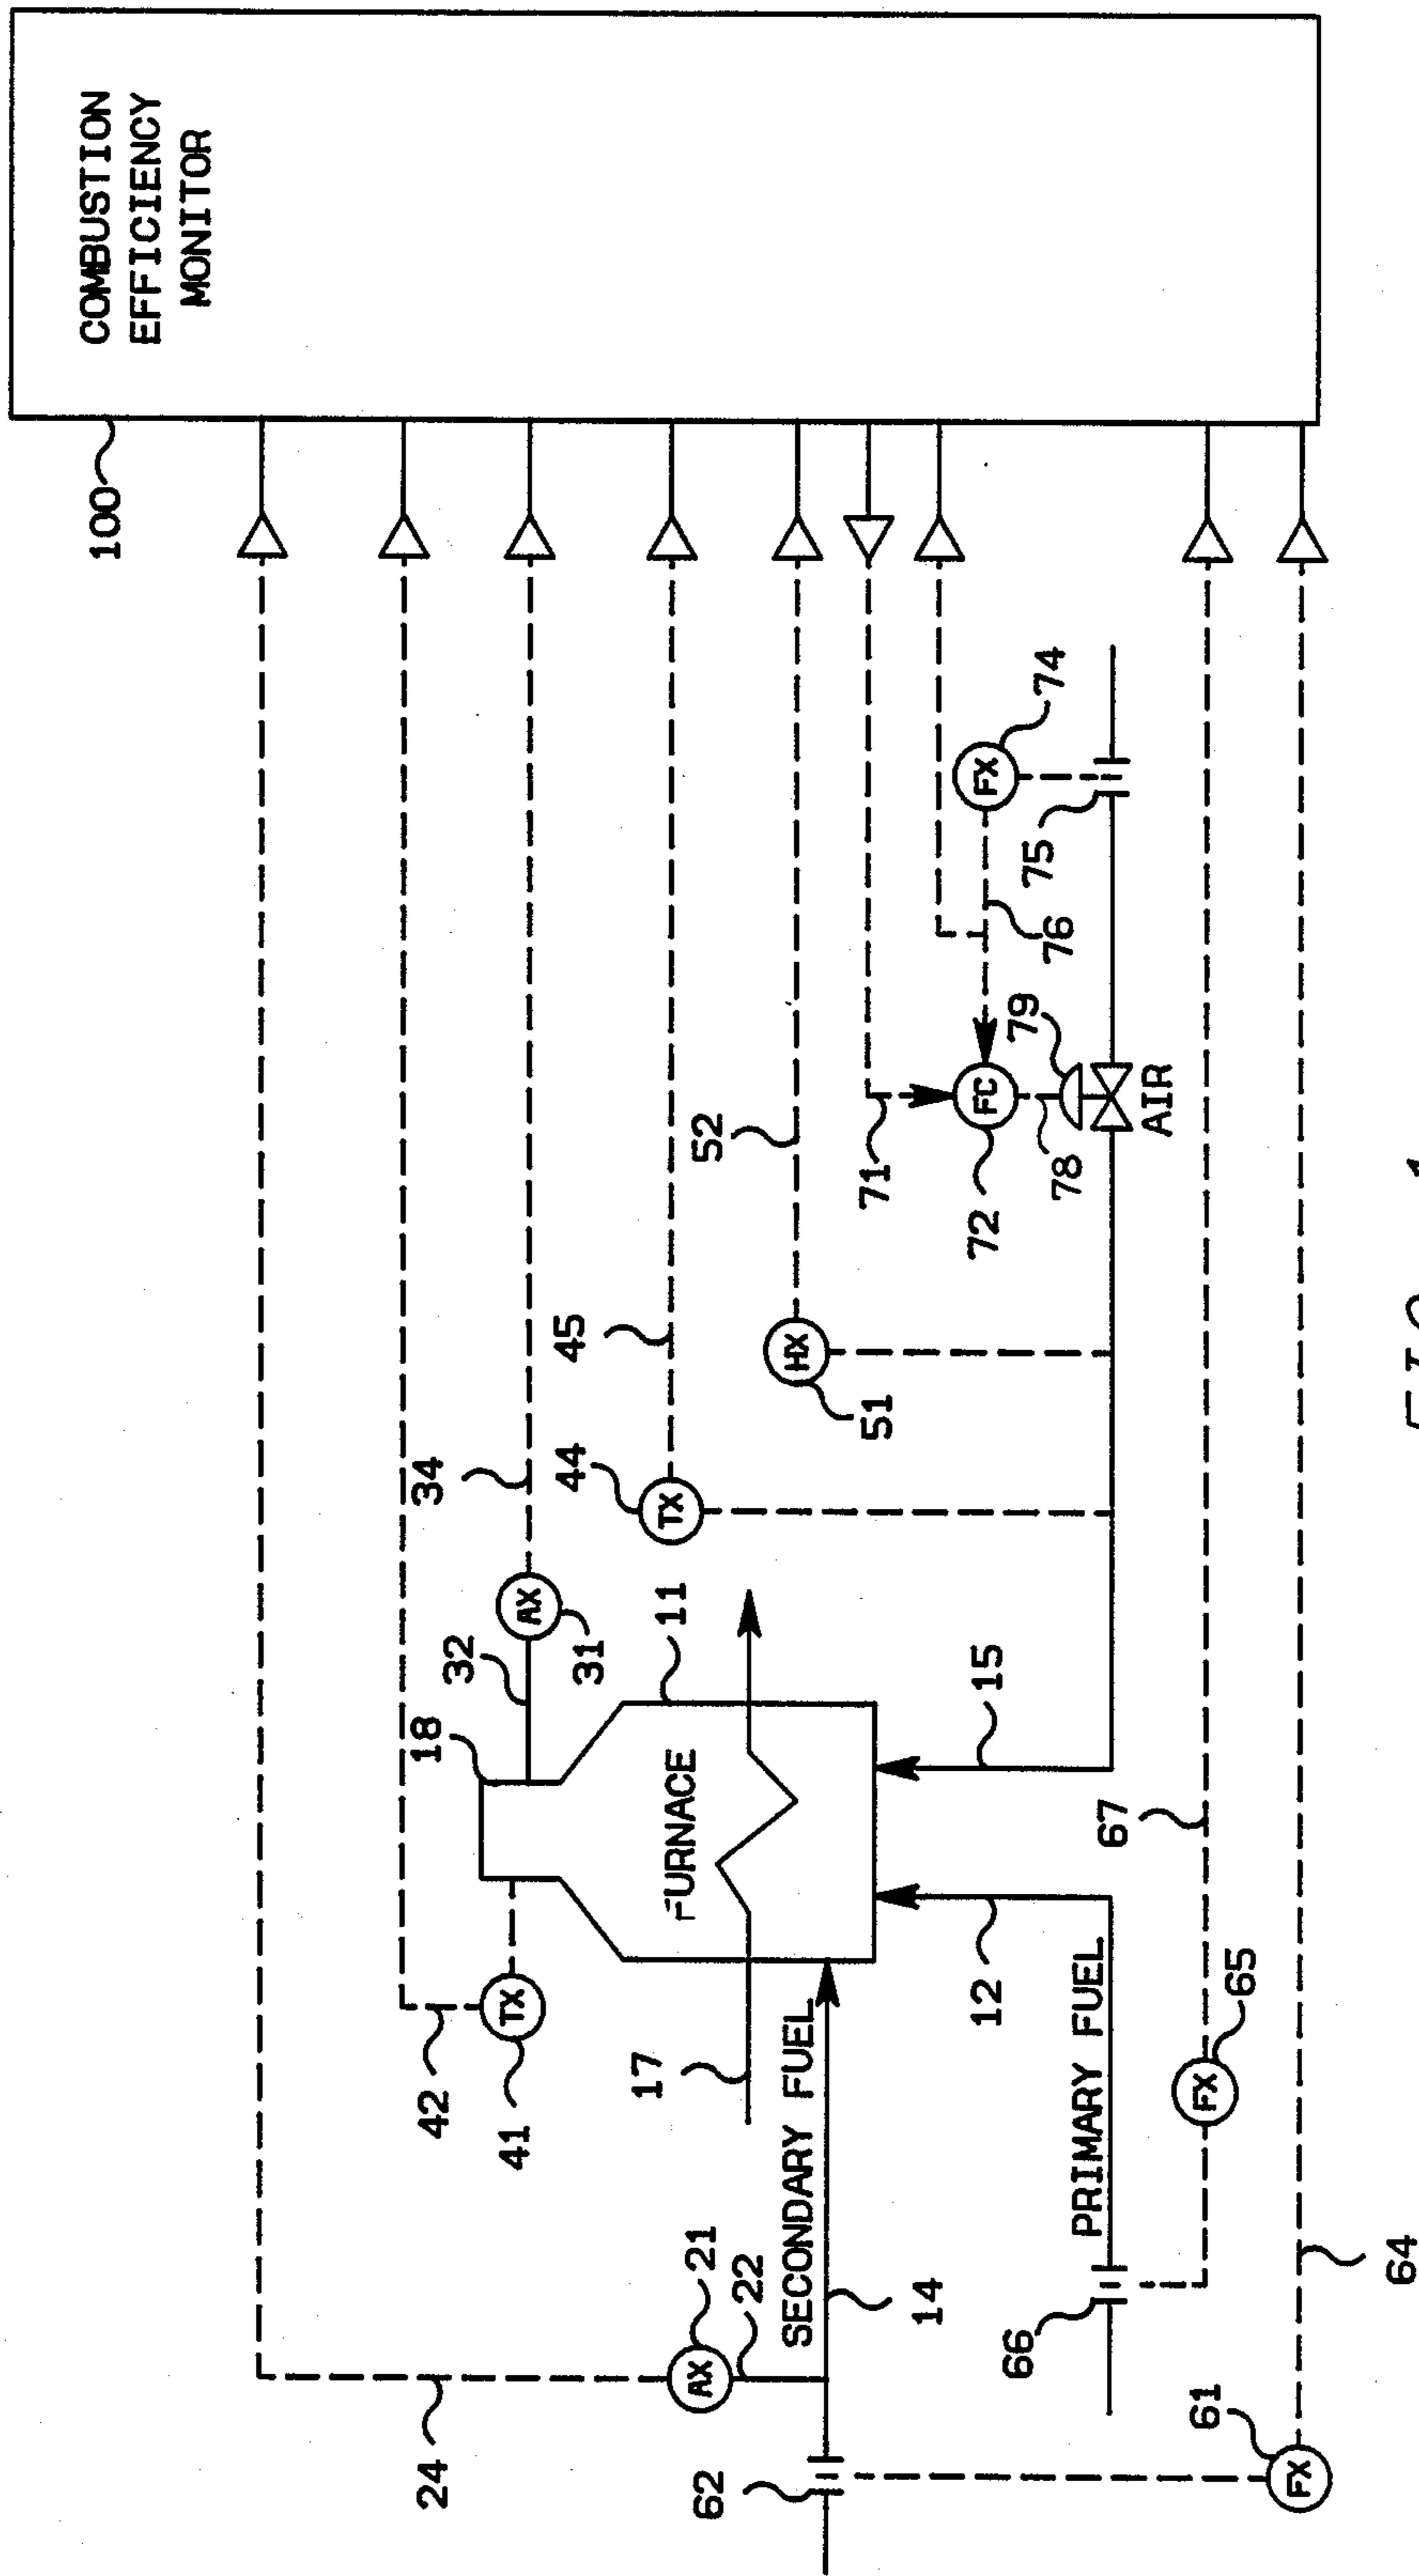 COMBUSTION
EFFICIENCY
MONITOR
100
24
42
TX
41
18
32
AX
31
34
44
TX
45
HX
51
52
71
FC
72
78
79
AIR
76
FX
74
75
FURNACE
11
17
15
12
SECONDARY FUEL
14
AX
21
22
62
PRIMARY FUEL
66
FX
65
67
FX
61
64